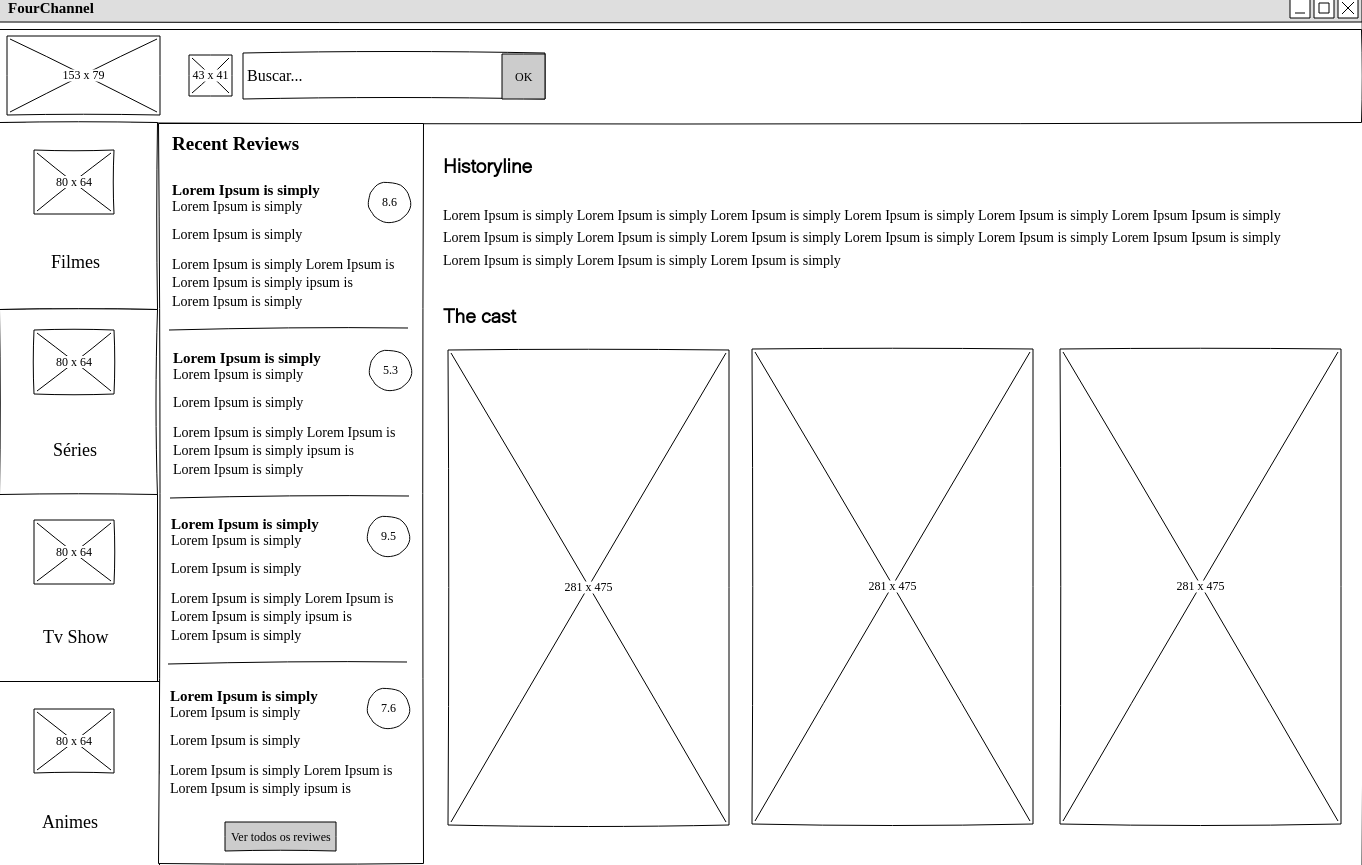 FourChannel
153 x 79
43 x 41
Buscar...
OK
80 x 64
Filmes
80 x 64
Séries
80 x 64
Tv Show
80 x 64
Animes
Recent Reviews
Lorem Ipsum is simply
8.6
Lorem Ipsum is simply
Lorem Ipsum is simply
Lorem Ipsum is simply Lorem Ipsum is
Lorem Ipsum is simply ipsum is
Lorem Ipsum is simply
Lorem Ipsum is simply
5.3
Lorem Ipsum is simply
Lorem Ipsum is simply
Lorem Ipsum is simply Lorem Ipsum is
Lorem Ipsum is simply ipsum is
Lorem Ipsum is simply
Lorem Ipsum is simply
9.5
Lorem Ipsum is simply
Lorem Ipsum is simply
Lorem Ipsum is simply Lorem Ipsum is
Lorem Ipsum is simply ipsum is
Lorem Ipsum is simply
Lorem Ipsum is simply
7.6
Lorem Ipsum is simply
Lorem Ipsum is simply
Lorem Ipsum is simply Lorem Ipsum is
Lorem Ipsum is simply ipsum is
Ver todos os reviwes
Historyline
Lorem Ipsum is simply Lorem Ipsum is simply Lorem Ipsum is simply Lorem Ipsum is simply Lorem Ipsum is simply Lorem Ipsum Ipsum is simply
Lorem Ipsum is simply Lorem Ipsum is simply Lorem Ipsum is simply Lorem Ipsum is simply Lorem Ipsum is simply Lorem Ipsum Ipsum is simply
Lorem Ipsum is simply Lorem Ipsum is simply Lorem Ipsum is simply
The cast
281 x 475
281 x 475
281 x 475